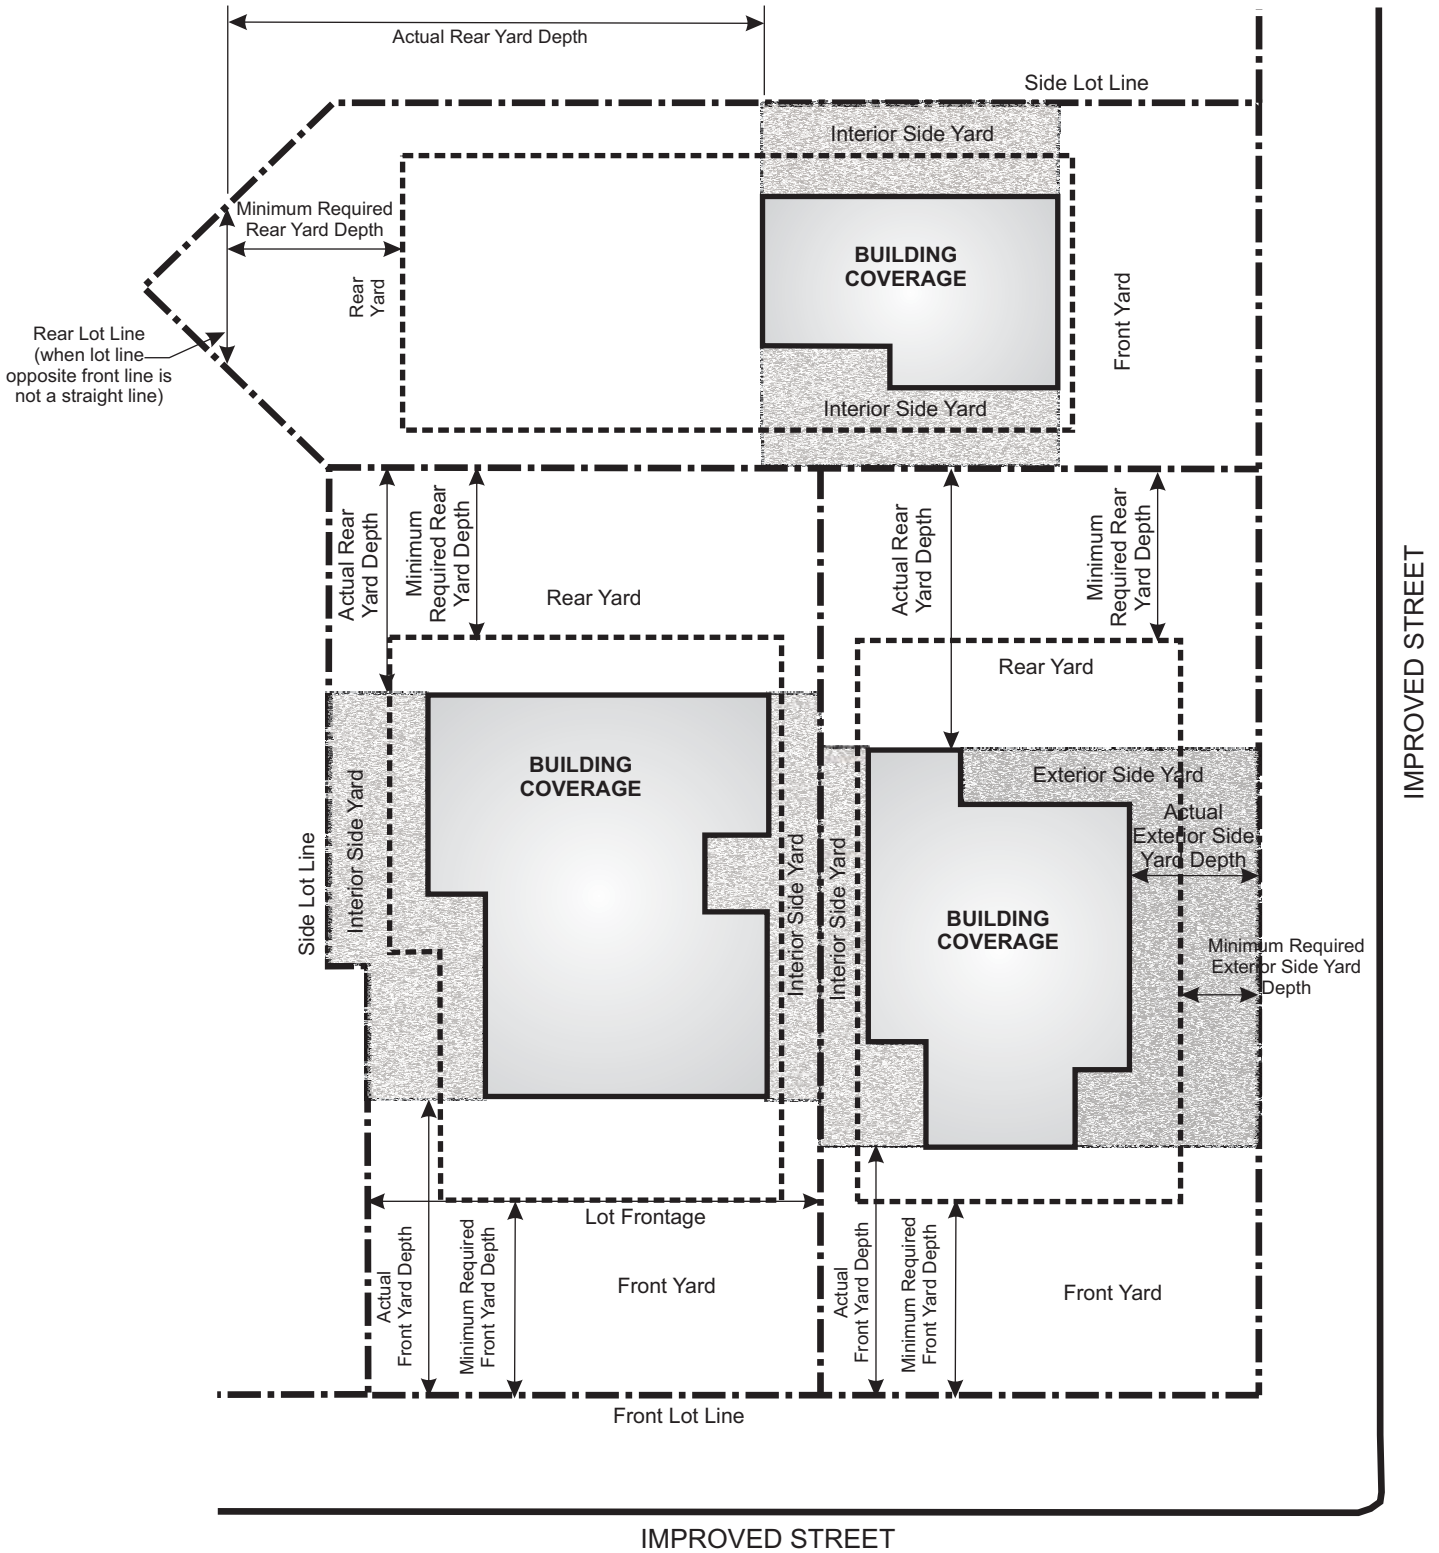 Actual Rear Yard Depth
Side Lot Line
Interior Side Yard
Minimum Required
Rear Yard Depth
BUILDING
COVERAGE
Rear
Yard
Front Yard
Rear Lot Line
(when lot line
opposite front line is
not a straight line)
Interior Side Yard
Actual Rear
Yard Depth
Minimum
Required Rear
Yard Depth
Rear Yard
Actual Rear
Yard Depth
Minimum
Required Rear
Yard Depth
Rear Yard
IMPROVED STREET
BUILDING
COVERAGE
Side Lot Line
Interior Side Yard
Interior Side Yard
Interior Side Yard
Exterior Side Yard
Actual
Exterior Side
Yard Depth
BUILDING
COVERAGE
Minimum Required
Exterior Side Yard
Depth
Lot Frontage
Actual
Front Yard Depth
Minimum Required
Front Yard Depth
Front Yard
Actual
Front Yard Depth
Minimum Required
Front Yard Depth
Front Yard
Front Lot Line
IMPROVED STREET